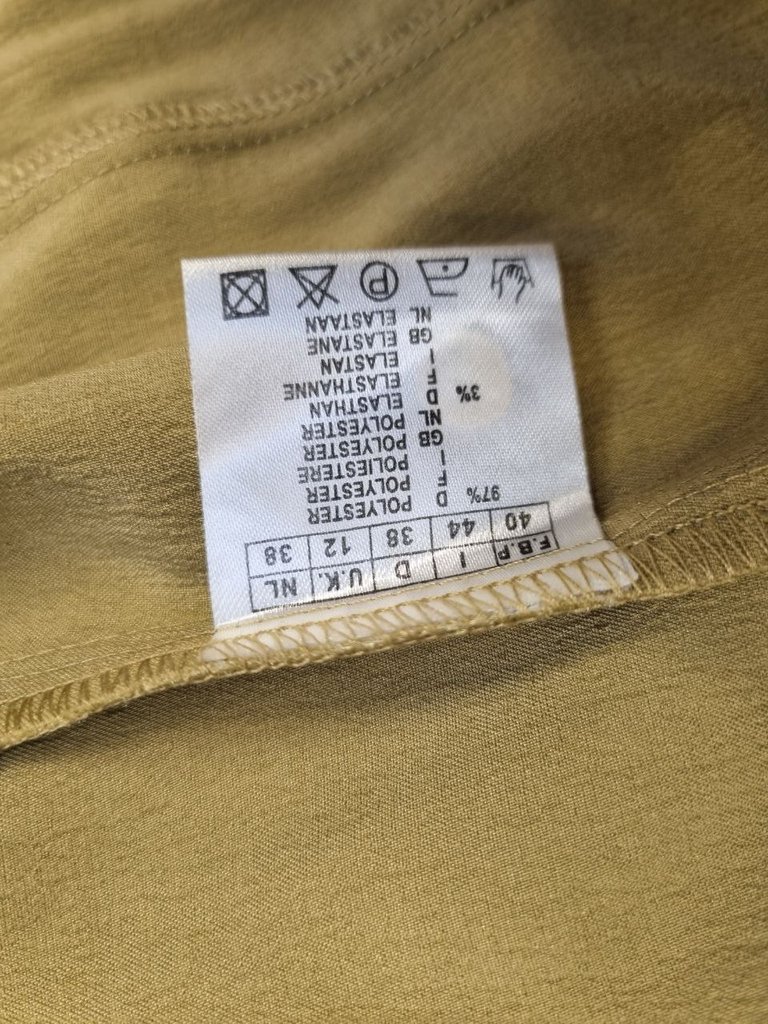 F.B.P I D U.K. NL
40 44 38 12 38
97% D POLYESTER
F POLYESTER
I POLIESTERE
GB POLYESTER
NL POLYESTER
3% D ELASTHAN
F ELASTHANNE
I ELASTAN
GB ELASTANE
NL ELASTAAN
P